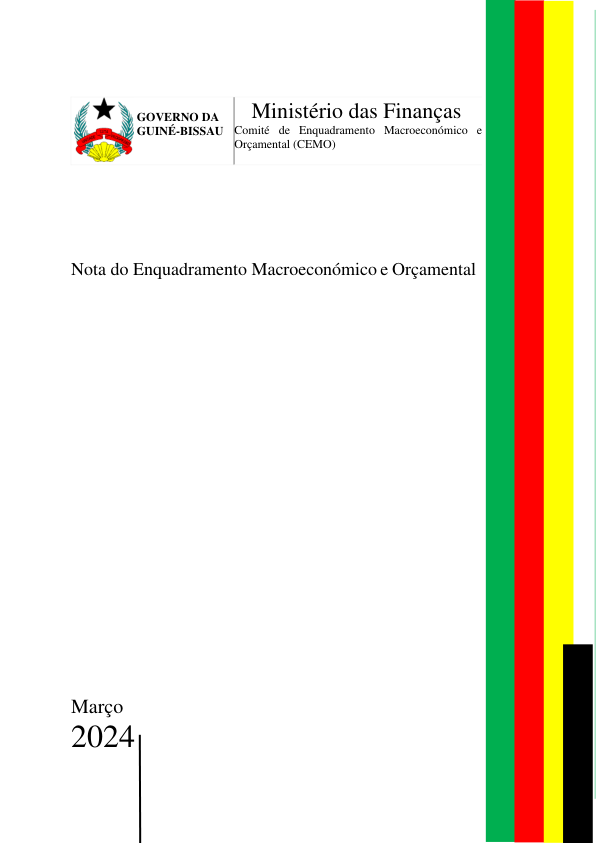 GOVERNO DA
GUINÉ-BISSAU
Ministério das Finanças
Comité de Enquadramento Macroeconómico e
Orçamental (CEMO)
Nota do Enquadramento Macroeconómico e Orçamental
Março
2024